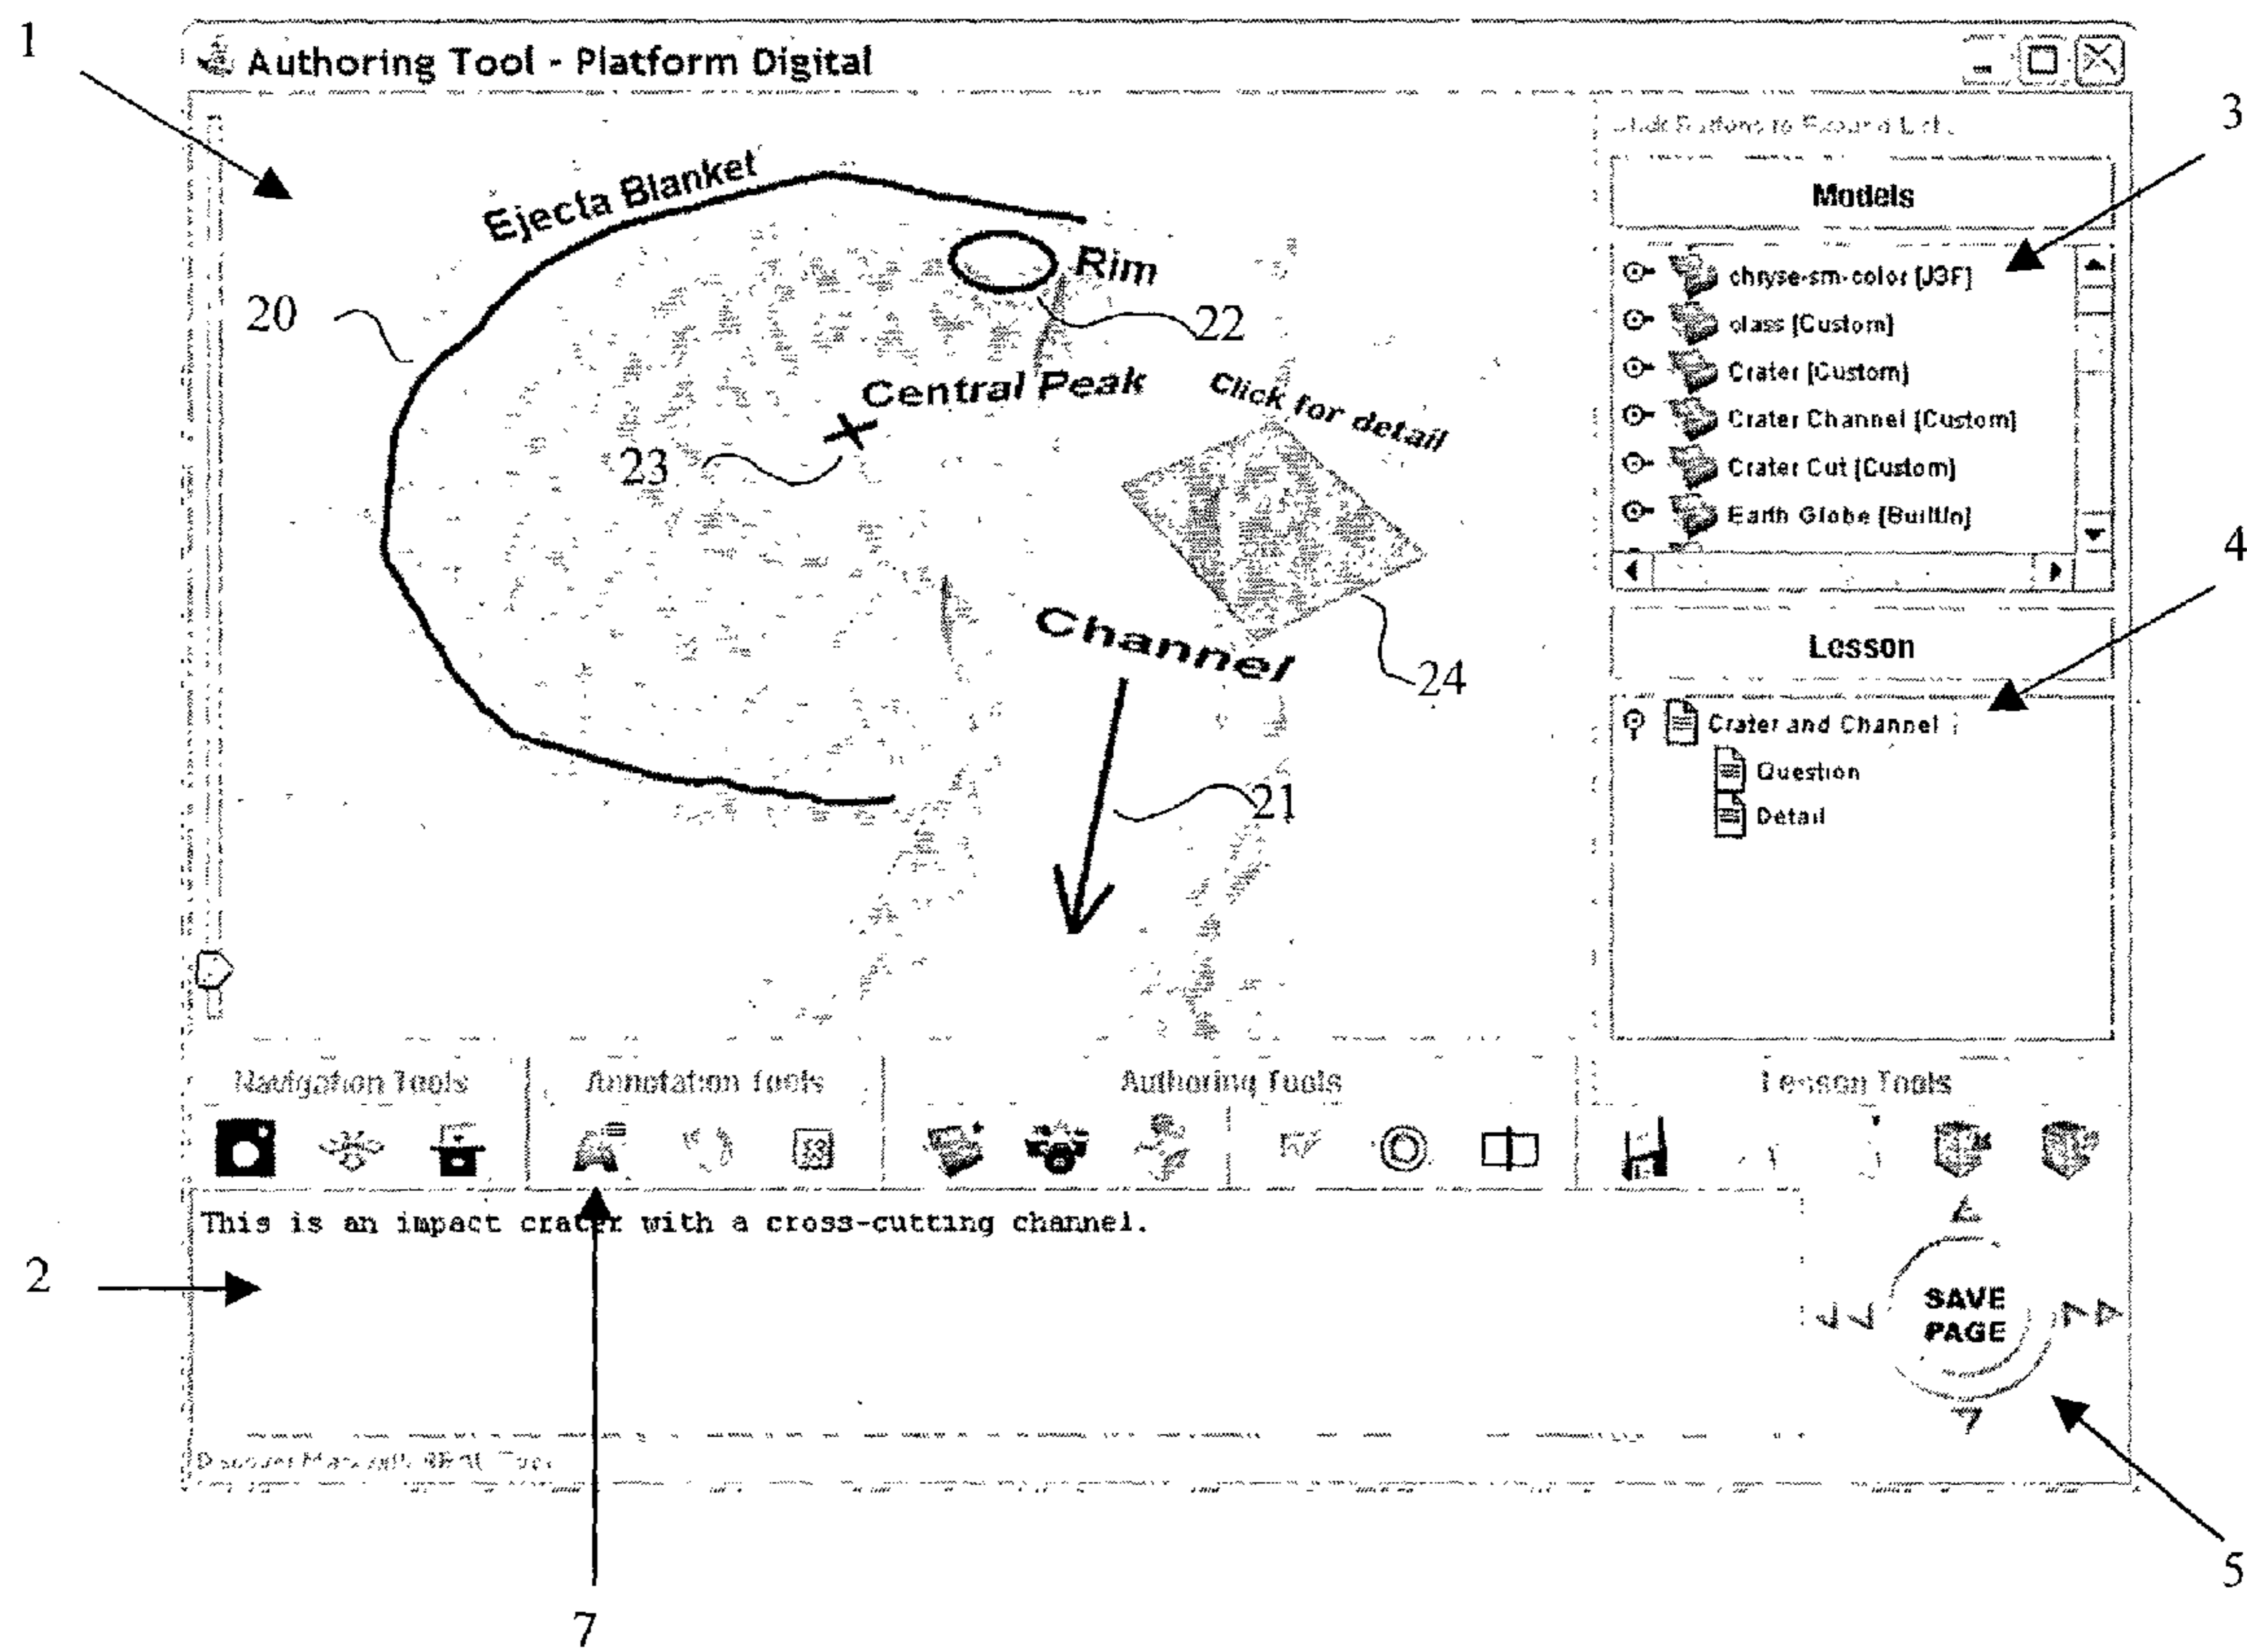 1
Authoring Tool - Platform Digital
3
Models
Ejecta Blanket
Rim
chryse-sm-color [J3F]
20
22
class [Custom]
Central Peak
Click for detail
Crater [Custom]
Crater Channel [Custom]
23
Crater Cut [Custom]
Earth Globe [BuiltIn]
4
Channel
24
Lesson
Crater and Channel
Question
Detail
21
Navigation Tools
Annotation Tools
Authoring Tools
Lesson Tools
This is an impact crater with a cross-cutting channel.
2
SAVE
PAGE
5
7